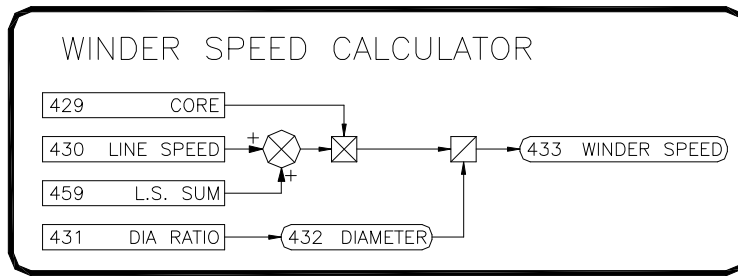 WINDER SPEED CALCULATOR
429 CORE
430 LINE SPEED + 433 WINDER SPEED
+
459 L.S. SUM
431 DIA RATIO 432 DIAMETER